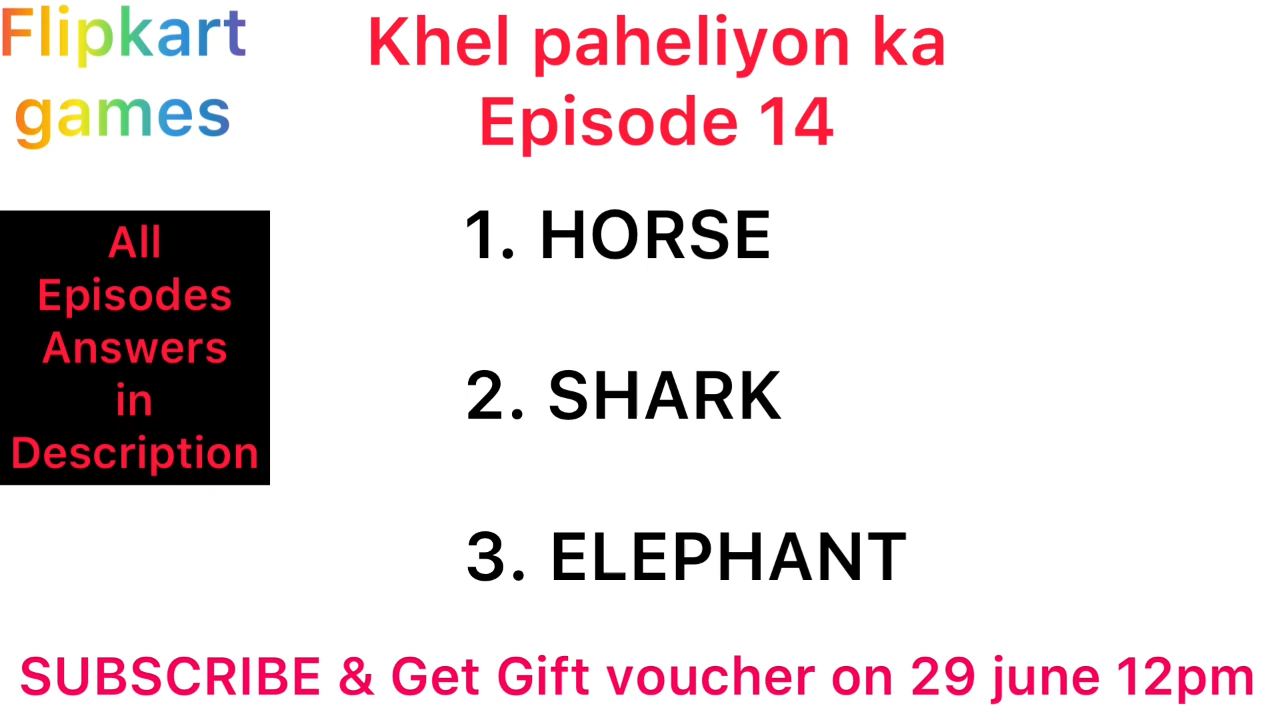 Flipkart
games
Khel paheliyon ka
Episode 14
All
Episodes
Answers
in
Description
1. HORSE
2. SHARK
3. ELEPHANT
SUBSCRIBE & Get Gift voucher on 29 june 12pm